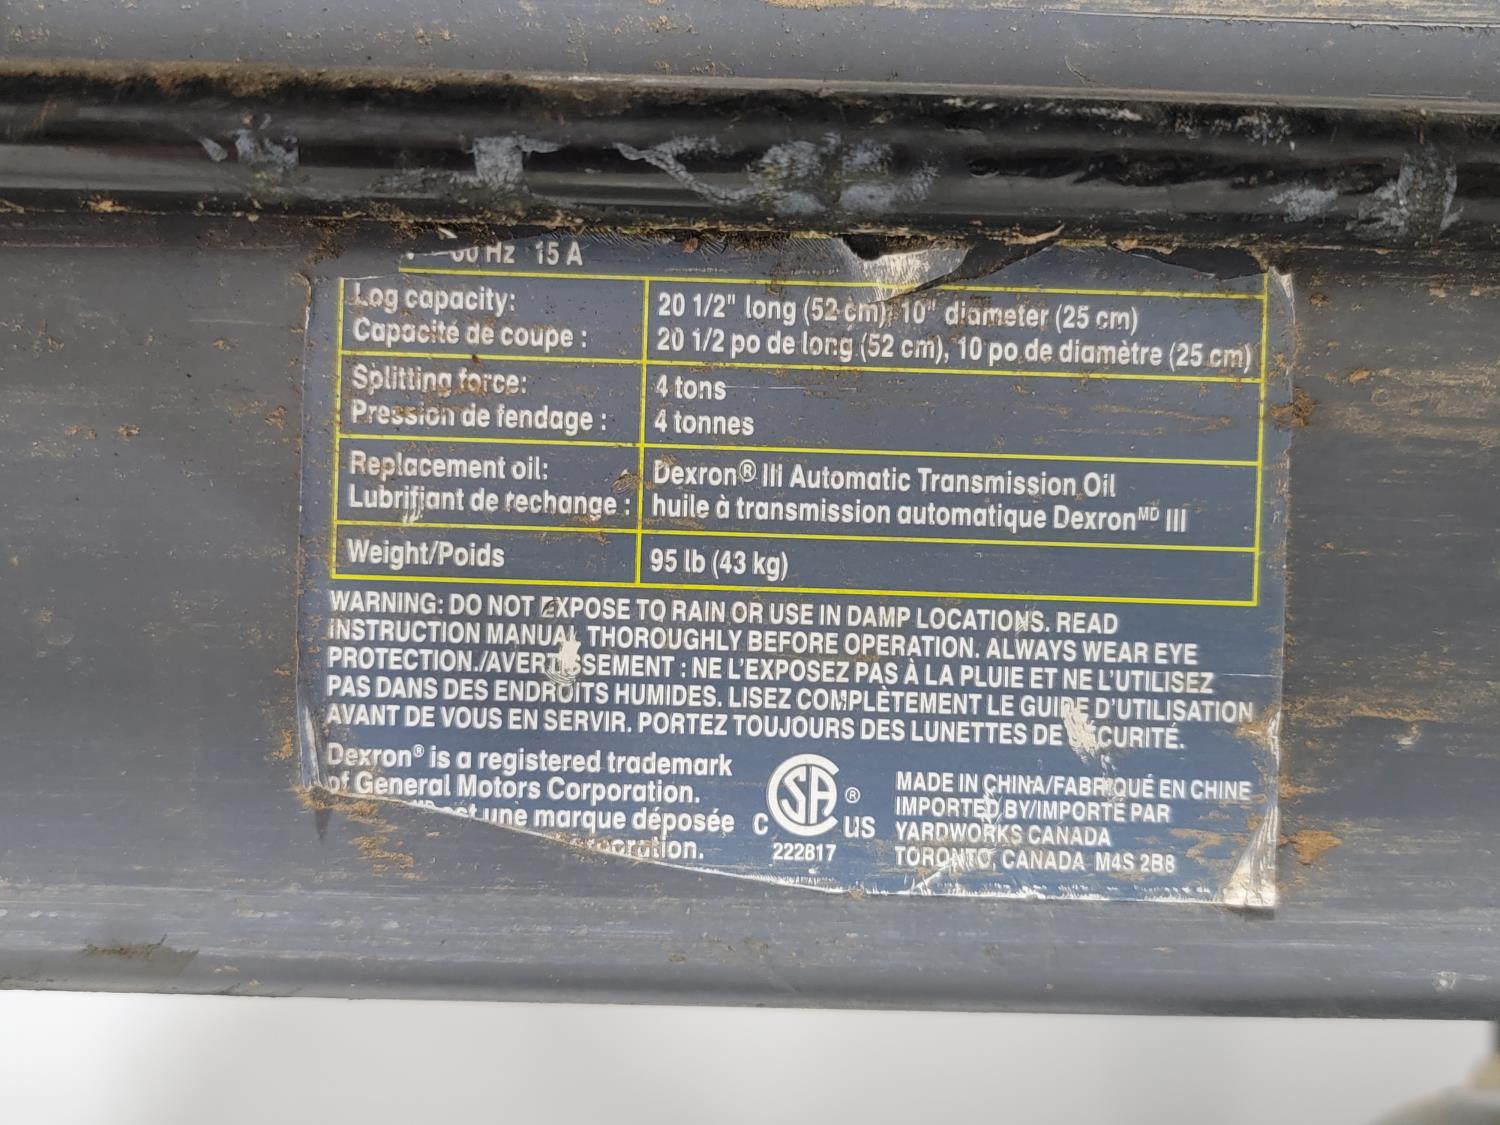 60 Hz 15 A
Log capacity: 20 1/2" long (52 cm), 10" diameter (25 cm)
Capacité de coupe : 20 1/2 po de long (52 cm), 10 po de diamètre (25 cm)
Splitting force: 4 tons
Pression de fendage : 4 tonnes
Replacement oil: Dexron® III Automatic Transmission Oil
Lubrifiant de rechange : huile à transmission automatique Dexron MD III
Weight/Poids 95 lb (43 kg)
WARNING: DO NOT EXPOSE TO RAIN OR USE IN DAMP LOCATIONS. READ
INSTRUCTION MANUAL THOROUGHLY BEFORE OPERATION. ALWAYS WEAR EYE
PROTECTION./AVERTISSEMENT : NE L'EXPOSEZ PAS À LA PLUIE ET NE L'UTILISEZ
PAS DANS DES ENDROITS HUMIDES. LISEZ COMPLÈTEMENT LE GUIDE D'UTILISATION
AVANT DE VOUS EN SERVIR. PORTEZ TOUJOURS DES LUNETTES DE SÉCURITÉ.
Dexron® is a registered trademark
of General Motors Corporation.
est une marque déposée
Corporation.
CSA ®
C US
222817
MADE IN CHINA/FABRIQUÉ EN CHINE
IMPORTED BY/IMPORTÉ PAR
YARDWORKS CANADA
TORONTO, CANADA M4S 2B8